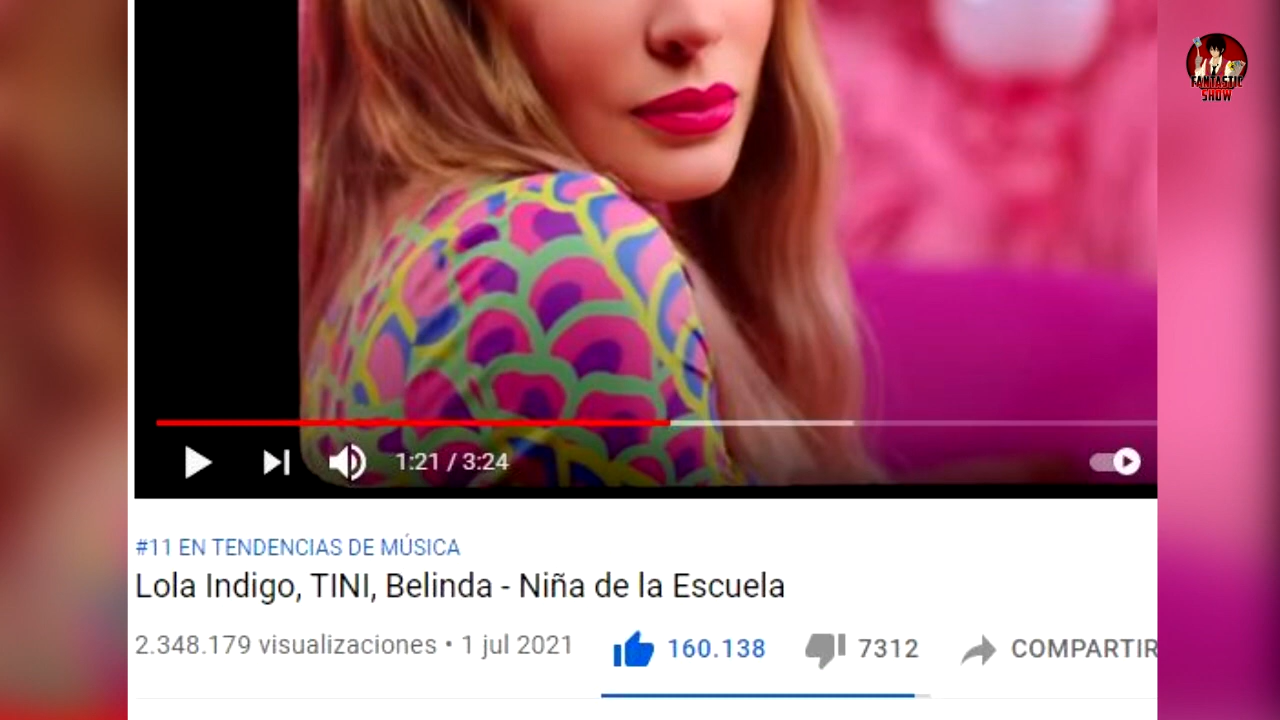 FANTASTIC
SHOW
1:21 / 3:24
#11 EN TENDENCIAS DE MÚSICA
Lola Indigo, TINI, Belinda - Niña de la Escuela
2.348.179 visualizaciones • 1 jul 2021 160.138 7312 COMPARTIR